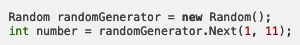 Random randomGenerator = new Random();
int number = randomGenerator.Next(1, 11);